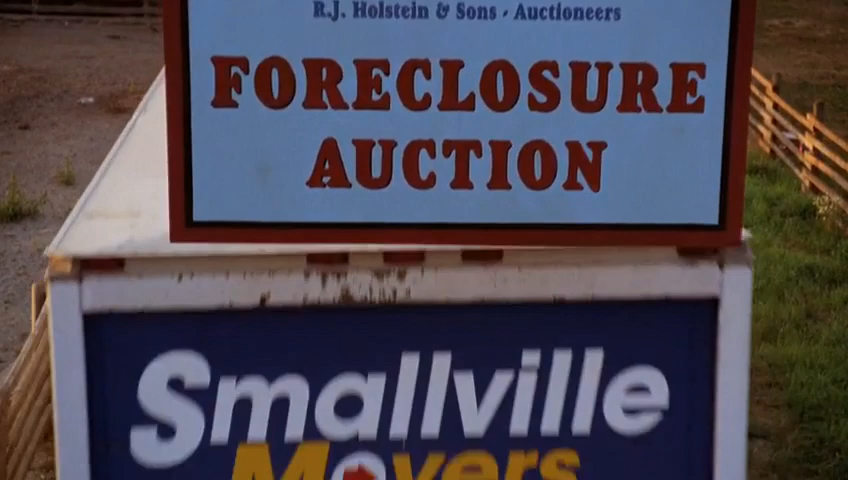 R.J. Holstein & Sons - Auctioneers
FORECLOSURE
AUCTION
Smallville
Movers